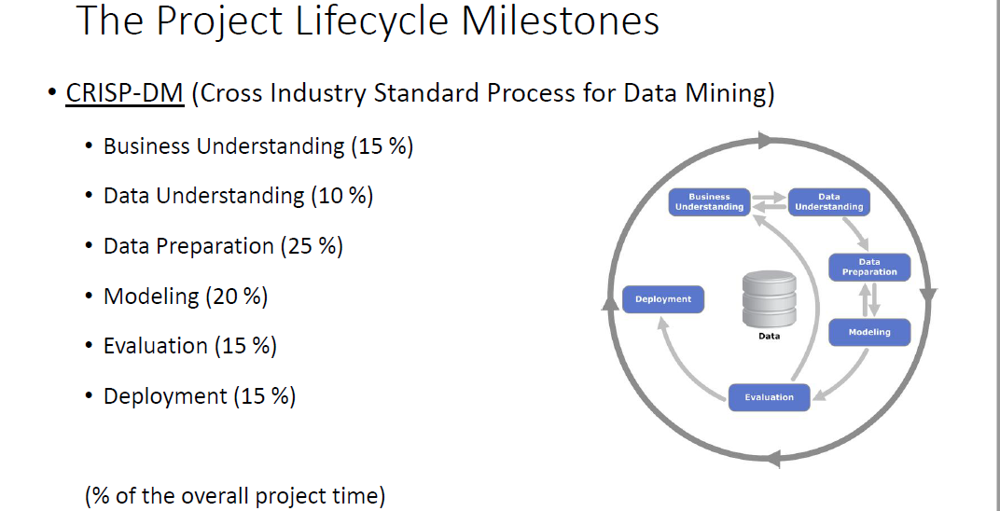 The Project Lifecycle Milestones
• CRISP-DM (Cross Industry Standard Process for Data Mining)
• Business Understanding (15 %)
• Data Understanding (10 %)
• Data Preparation (25 %)
• Modeling (20 %)
• Evaluation (15 %)
• Deployment (15 %)
(% of the overall project time)
Business
Understanding
Data
Understanding
Data
Preparation
Modeling
Evaluation
Deployment
Data